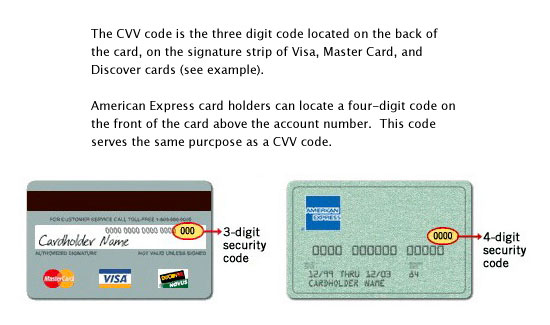 The CVV code is the three digit code located on the back of
the card, on the signature strip of Visa, Master Card, and
Discover cards (see example).
American Express card holders can locate a four-digit code on
the front of the card above the account number.  This code
serves the same purcpose as a CVV code.
FOR CUSTOMER SERVICE CALL TOLL-FREE 1-800-000-0000
0000 0000 0000 0000 000
Cardholder Name
AUTHORIZED SIGNATURE NOT VALID UNLESS SIGNED
MasterCard VISA DISCOVER NOVUS
3-digit
security
code
AMERICAN
EXPRESS
0000
0000 000000 00000
12/99 THRU 12/03
CARDHOLDER NAME
4-digit
security
code